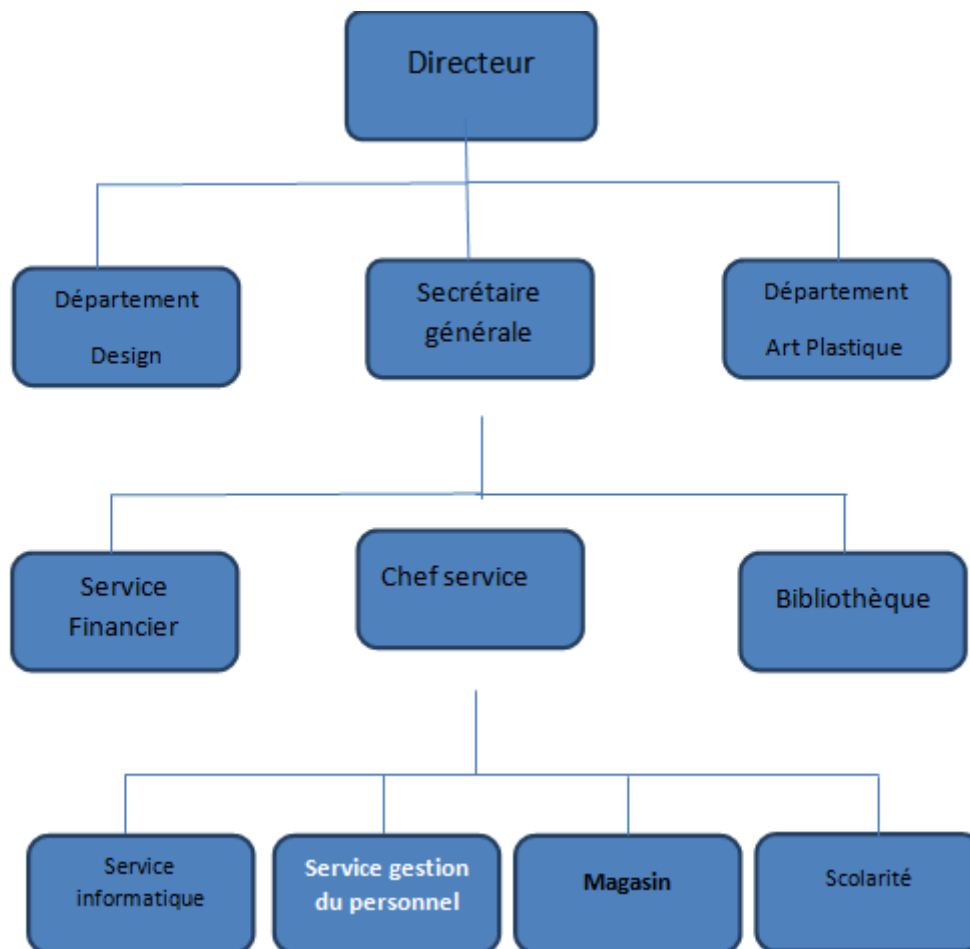 Directeur
Département
Design
Secrétaire
générale
Département
Art Plastique
Service
Financier
Chef service
Bibliothèque
Service
informatique
Service gestion
du personnel
Magasin
Scolarité